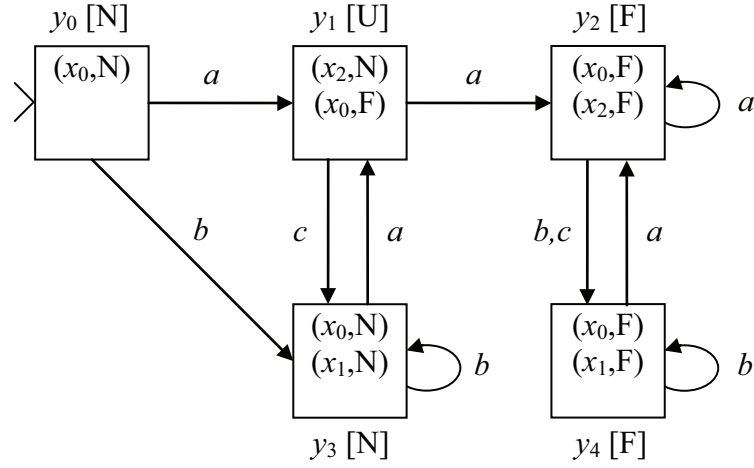 y₀ [N] y₁ [U] y₂ [F]
(x₀,N) (x₂,N) (x₀,F)
(x₀,F) (x₂,F)
a a a
b c a b,c a
(x₀,N) (x₀,F)
(x₁,N) (x₁,F)
b b
y₃ [N] y₄ [F]